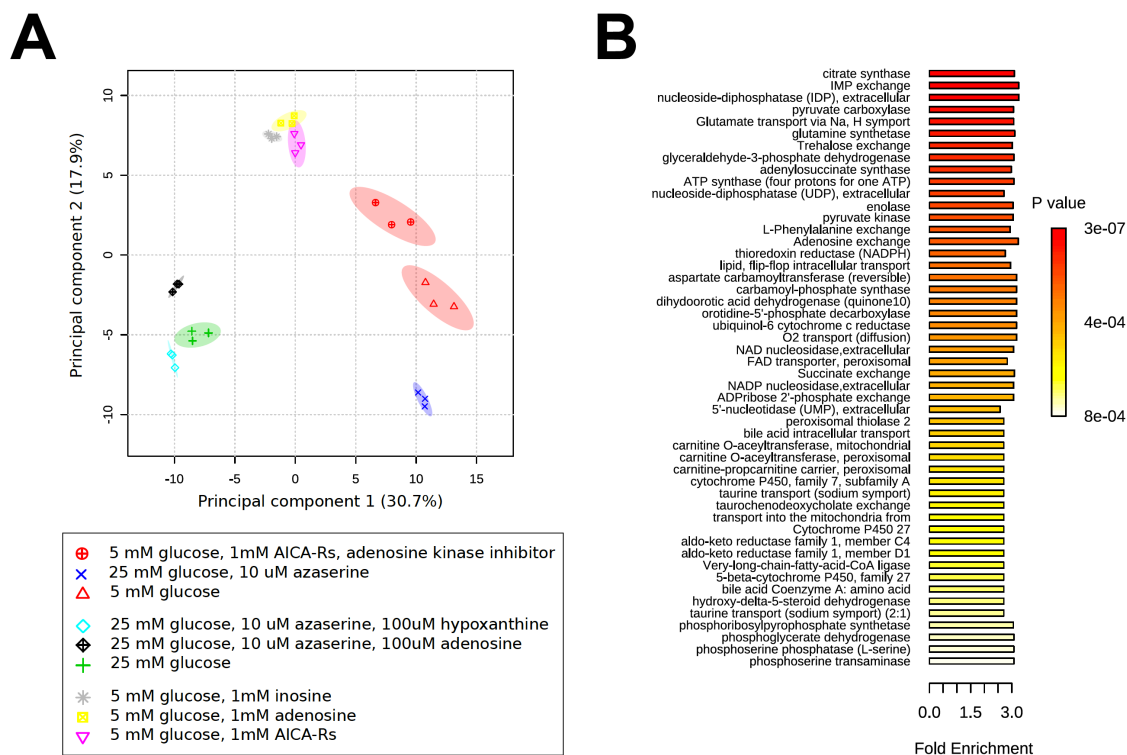 A
B
Principal component 2 (17.9%)
10
5
0
-5
-10
-10
-5
0
5
10
15
Principal component 1 (30.7%)
5 mM glucose, 1mM AICA-Rs, adenosine kinase inhibitor
25 mM glucose, 10 uM azaserine
5 mM glucose
25 mM glucose, 10 uM azaserine, 100uM hypoxanthine
25 mM glucose, 10 uM azaserine, 100uM adenosine
25 mM glucose
5 mM glucose, 1mM inosine
5 mM glucose, 1mM adenosine
5 mM glucose, 1mM AICA-Rs
citrate synthase
IMP exchange
nucleoside-diphosphatase (IDP), extracellular
pyruvate carboxylase
Glutamate transport via Na, H symport
glutamine synthetase
Trehalose exchange
glyceraldehyde-3-phosphate dehydrogenase
adenylosuccinate synthase
ATP synthase (four protons for one ATP)
nucleoside-diphosphatase (UDP), extracellular
enolase
pyruvate kinase
L-Phenylalanine exchange
Adenosine exchange
thioredoxin reductase (NADPH)
lipid, flip-flop intracellular transport
aspartate carbamoyltransferase (reversible)
carbamoyl-phosphate synthase
dihydoorotic acid dehydrogenase (quinone10)
orotidine-5'-phosphate decarboxylase
ubiquinol-6 cytochrome c reductase
O2 transport (diffusion)
NAD nucleosidase,extracellular
FAD transporter, peroxisomal
Succinate exchange
NADP nucleosidase,extracellular
ADPribose 2'-phosphate exchange
5'-nucleotidase (UMP), extracellular
peroxisomal thiolase 2
bile acid intracellular transport
carnitine O-aceyltransferase, mitochondrial
carnitine O-aceyltransferase, peroxisomal
carnitine-propcarnitine carrier, peroxisomal
cytochrome P450, family 7, subfamily A
taurine transport (sodium symport)
taurochenodeoxycholate exchange
transport into the mitochondria from
Cytochrome P450 27
aldo-keto reductase family 1, member C4
aldo-keto reductase family 1, member D1
Very-long-chain-fatty-acid-CoA ligase
5-beta-cytochrome P450, family 27
bile acid Coenzyme A: amino acid
hydroxy-delta-5-steroid dehydrogenase
taurine transport (sodium symport) (2:1)
phosphoribosylpyrophosphate synthetase
phosphoglycerate dehydrogenase
phosphoserine phosphatase (L-serine)
phosphoserine transaminase
0.0 1.5 3.0
Fold Enrichment
P value
3e-07
4e-04
8e-04